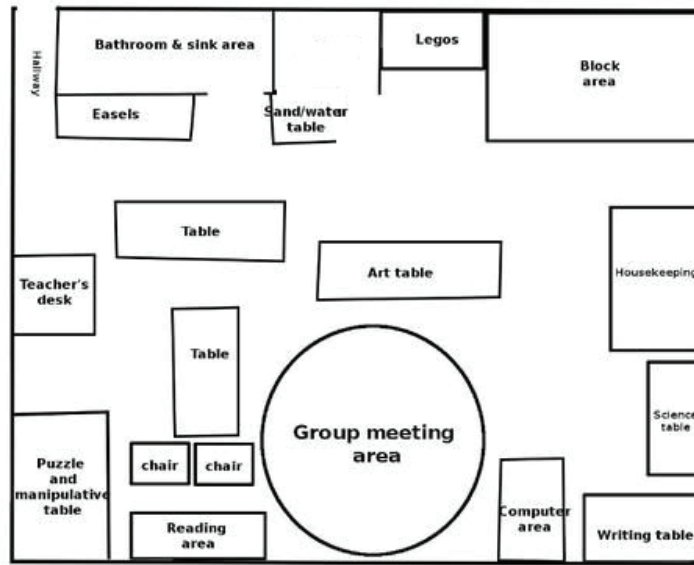 Hallway
Bathroom & sink area
Legos
Block
area
Easels
Sand/water
table
Table
Art table
Housekeeping
Teacher's
desk
Table
Group meeting
area
Science
table
chair
chair
Puzzle
and
manipulative
table
Reading
area
Computer
area
Writing table